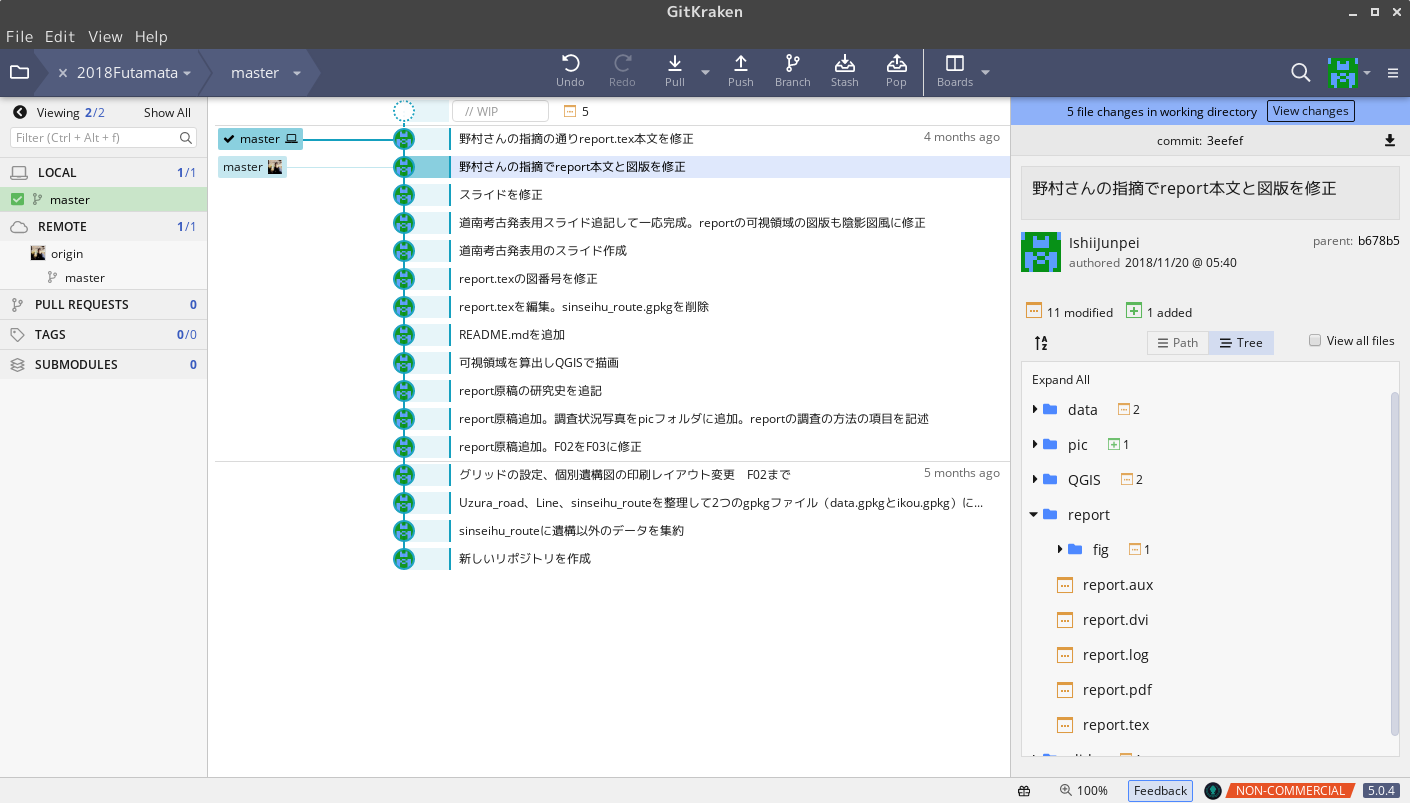 GitKraken
File Edit View Help
2018Futamata master Undo Redo Pull Push Branch Stash Pop Boards
Viewing 2/2 Show All
Filter (Ctrl + Alt + f)
LOCAL 1/1
master
REMOTE 1/1
origin
master
PULL REQUESTS 0
TAGS 0/0
SUBMODULES 0
// WIP 5
master 野村さんの指摘の通りreport.tex本文を修正 4 months ago
master 野村さんの指摘でreport本文と図版を修正
スライドを修正
道南考古発表用スライド追記して一応完成。reportの可視領域の図版も陰影図風に修正
道南考古発表用のスライド作成
report.texの図番号を修正
report.texを編集。sinseihu_route.gpkgを削除
README.mdを追加
可視領域を算出しQGISで描画
report原稿の研究史を追記
report原稿追加。調査状況写真をpicフォルダに追加。reportの調査の方法の項目を記述
report原稿追加。F02をF03に修正
グリッドの設定、個別遺構図の印刷レイアウト変更　F02まで 5 months ago
Uzura_road、Line、sinseihu_routeを整理して2つのgpkgファイル（data.gpkgとikou.gpkg）に...
sinseihu_routeに遺構以外のデータを集約
新しいリポジトリを作成
5 file changes in working directory View changes
commit: 3eefef
野村さんの指摘でreport本文と図版を修正
IshiiJunpei parent: b678b5
authored 2018/11/20 @ 05:40
11 modified 1 added
Path Tree View all files
Expand All
data 2
pic 1
QGIS 2
report
fig 1
report.aux
report.dvi
report.log
report.pdf
report.tex
100% Feedback NON-COMMERCIAL 5.0.4